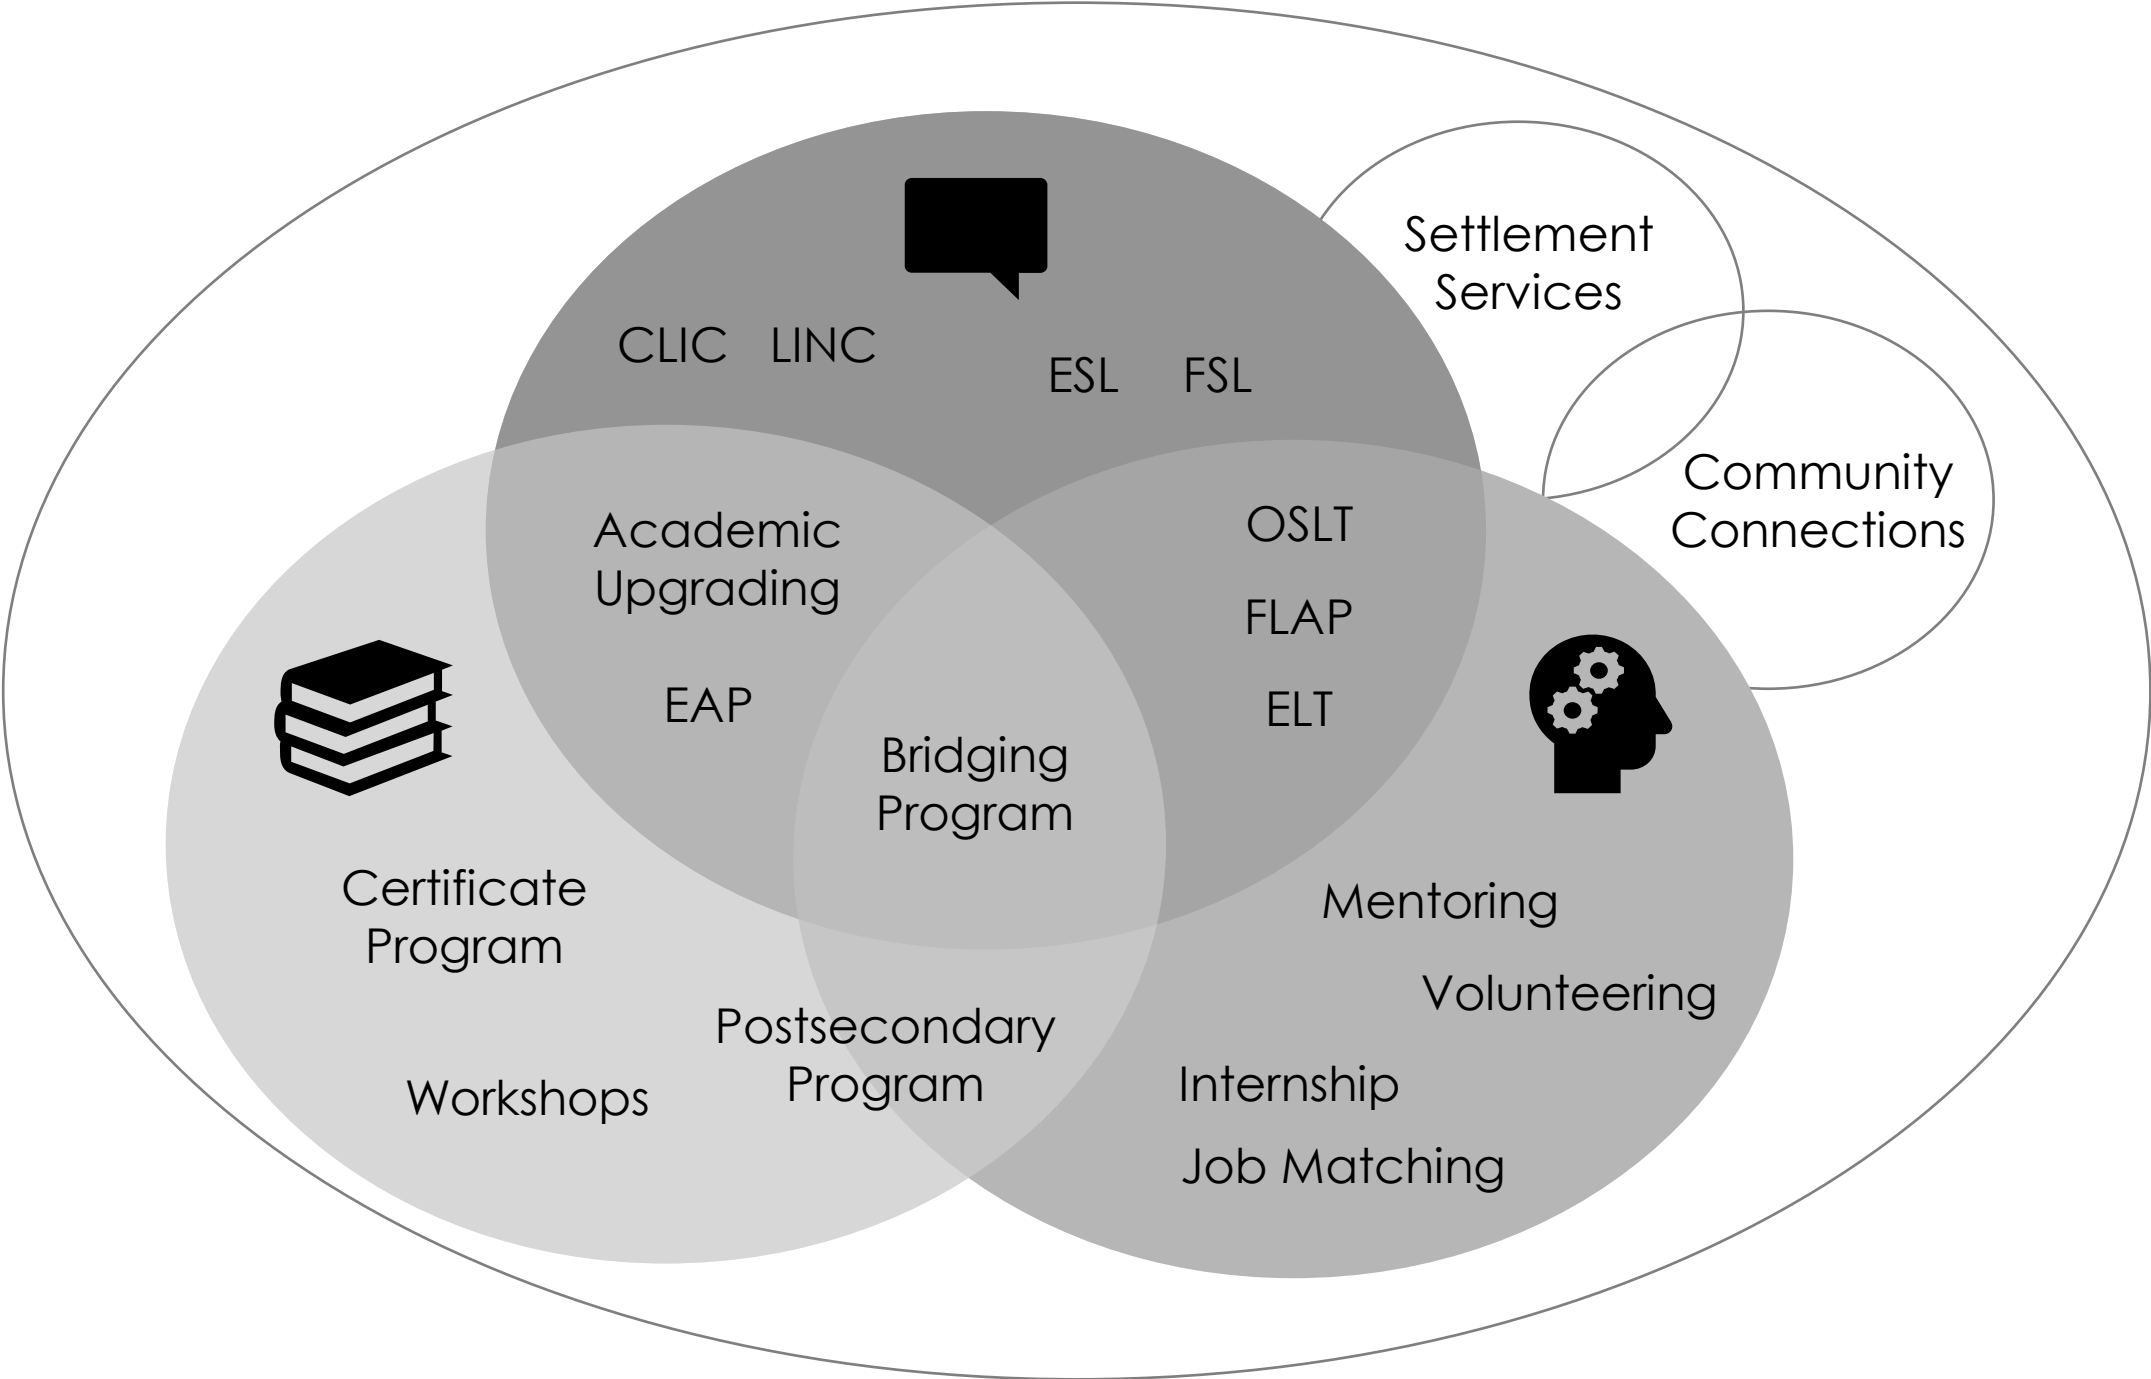 Settlement
Services
CLIC LINC
ESL FSL
Community
Connections
Academic
Upgrading
EAP
OSLT
FLAP
ELT
Bridging
Program
Certificate
Program
Workshops
Postsecondary
Program
Mentoring
Volunteering
Internship
Job Matching